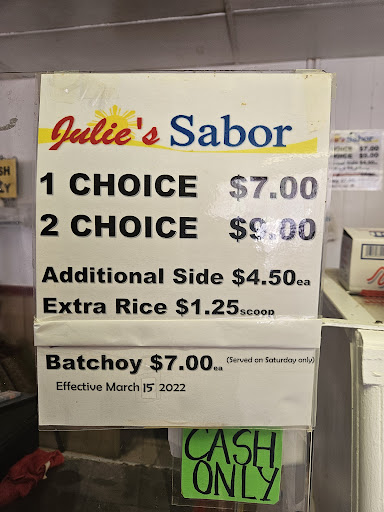 Julie's Sabor
1 CHOICE $7.00
2 CHOICE $9.00
Additional Side $4.50ea
Extra Rice $1.25scoop
Batchoy $7.00ea (Served on Saturday only)
Effective March 15 2022
CASH
ONLY